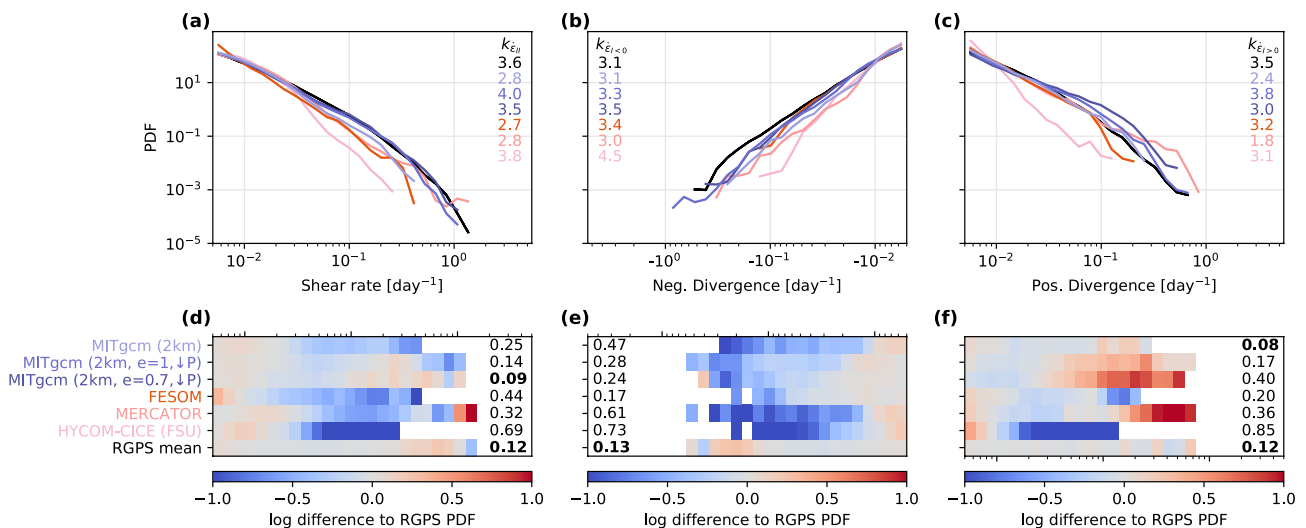 (a)
(b)
(c)
PDF
10¹
10⁻¹
10⁻³
10⁻⁵
k_ε̇II
3.6
2.8
4.0
3.5
2.7
2.8
3.8
10⁻²
10⁻¹
10⁰
Shear rate [day⁻¹]
k_ε̇I<0
3.1
3.1
3.3
3.5
3.4
3.0
4.5
-10⁰
-10⁻¹
-10⁻²
Neg. Divergence [day⁻¹]
k_ε̇I>0
3.5
2.4
3.8
3.0
3.2
1.8
3.1
10⁻²
10⁻¹
10⁰
Pos. Divergence [day⁻¹]
(d)
(e)
(f)
MITgcm (2km)
MITgcm (2km, e=1,↓P)
MITgcm (2km, e=0.7,↓P)
FESOM
MERCATOR
HYCOM-CICE (FSU)
RGPS mean
0.25
0.14
0.09
0.44
0.32
0.69
0.12
0.47
0.28
0.24
0.17
0.61
0.73
0.13
0.08
0.17
0.40
0.20
0.36
0.85
0.12
−1.0 −0.5 0.0 0.5 1.0
log difference to RGPS PDF
−1.0 −0.5 0.0 0.5 1.0
log difference to RGPS PDF
−1.0 −0.5 0.0 0.5 1.0
log difference to RGPS PDF